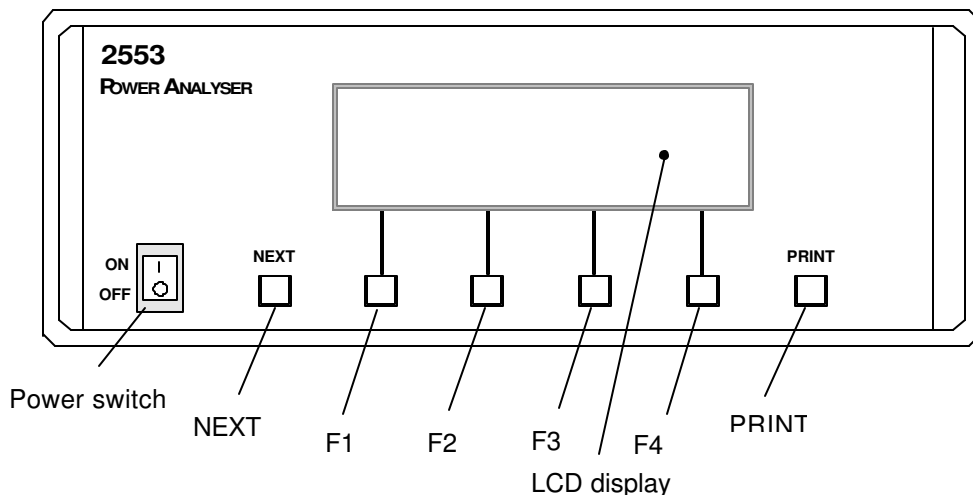 2553
POWER ANALYSER
ON
OFF
NEXT
PRINT
Power switch
NEXT
F1
F2
F3
F4
PRINT
LCD display